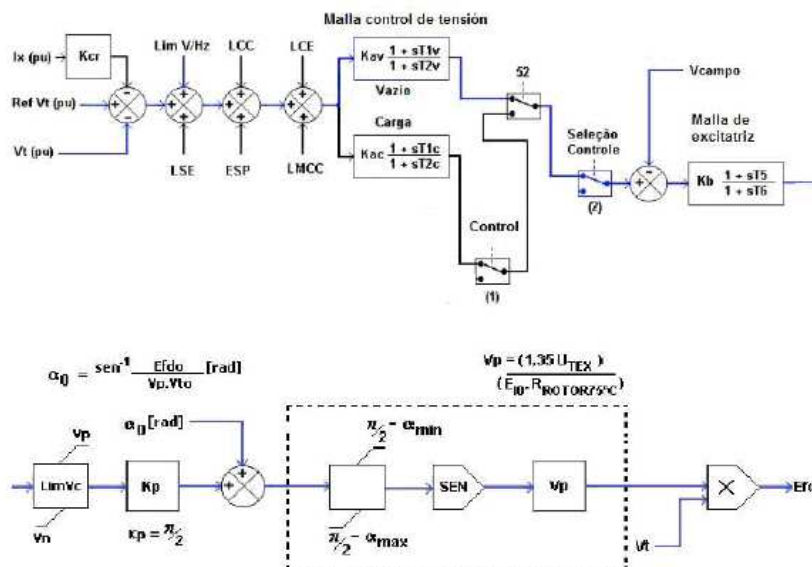 Malla control de tensión
Ix (pu)
Kcr
Lim V/Hz
LCC
LCE
Kav 1 + sT1v
1 + sT2v
52
Vcampo
Ref Vt (pu)
Vazio
Malla de
excitatriz
Vt (pu)
Carga
Seleção
Controle
LSE
ESP
LMCC
Kac 1 + sT1c
1 + sT2c
Kb 1 + sT5
1 + sT6
(2)
Control
(1)
α0 = sen-1 Efdo [rad]
Vp.Vto
Vp = (1,35 UTEX)
(Ef0.RROTOR75ºC)
α0 [rad]
Vp
π/2 - αmin
LimVc
Kp
SEN
Vp
×
Vn
Kp = π/2
π/2 - αmax
Vt